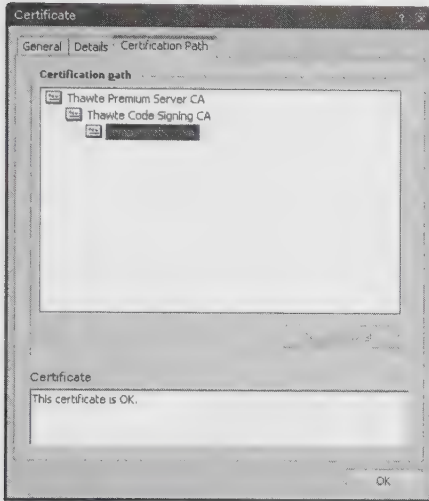 Certificate
General Details Certification Path
Certification path
Thawte Premium Server CA
Thawte Code Signing CA
Certificate
This certificate is OK.
OK